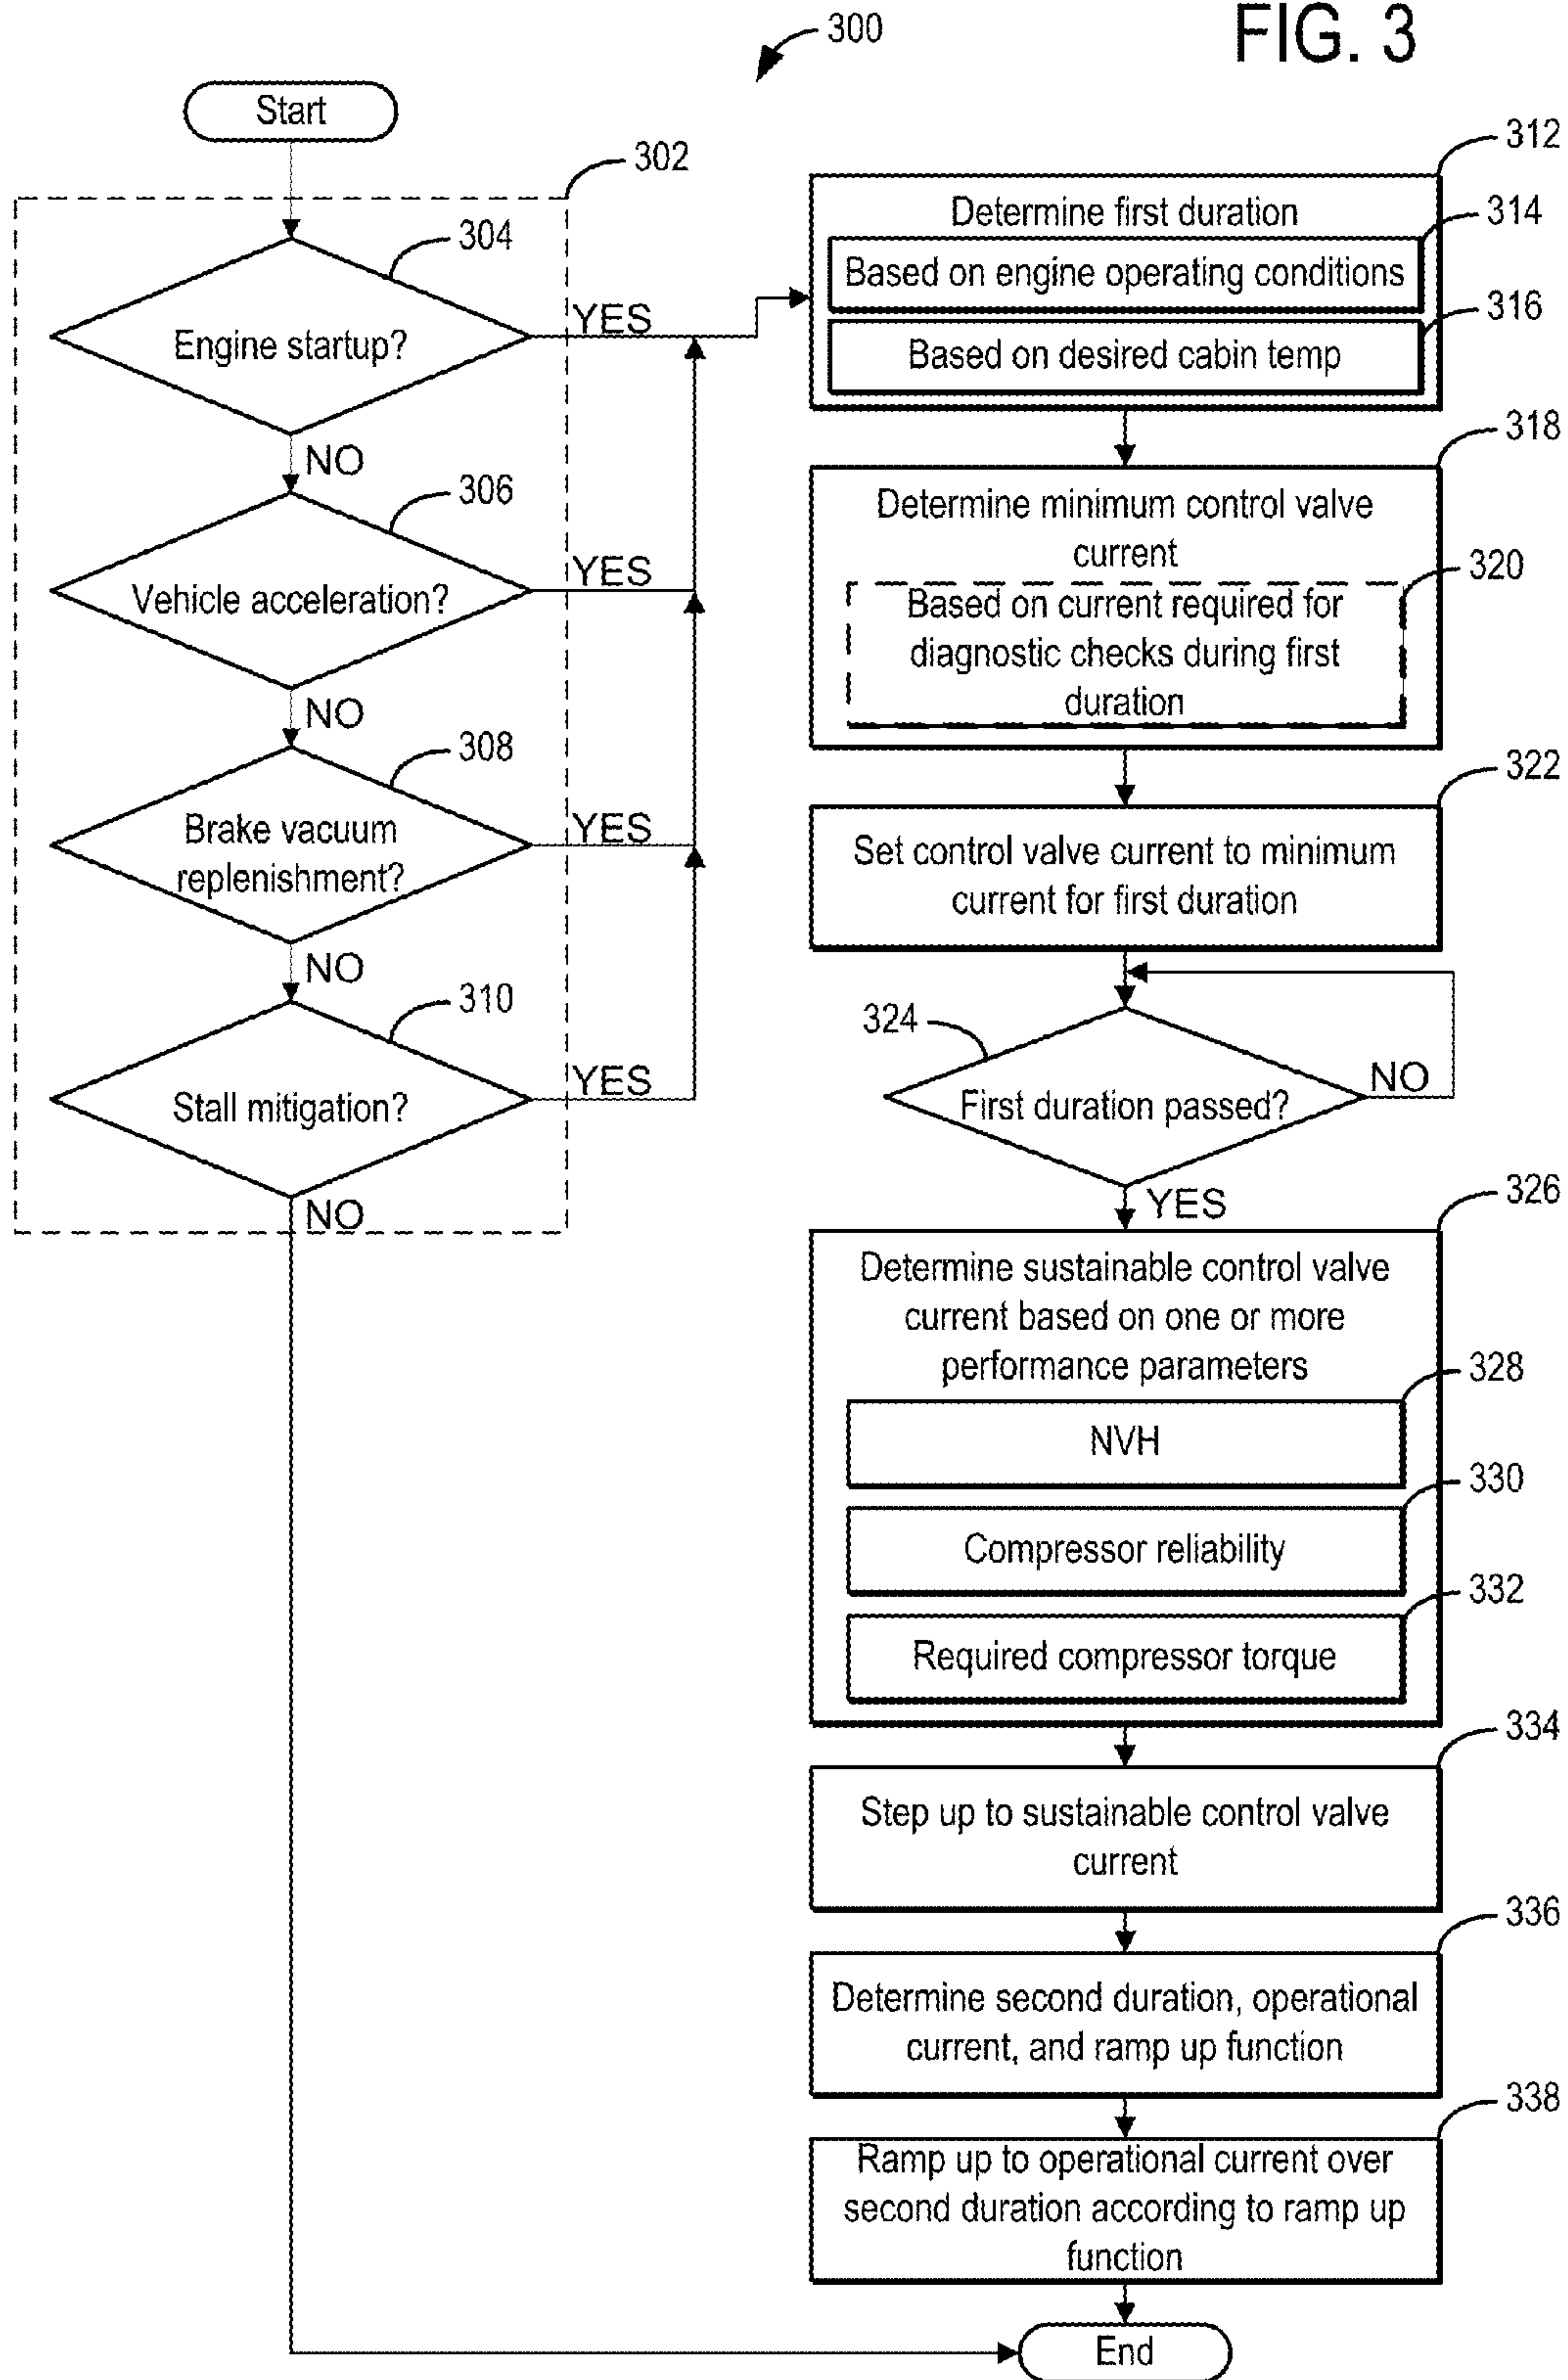 FIG. 3
300
Start
302
304
Engine startup?
YES
NO
306
Vehicle acceleration?
YES
NO
308
Brake vacuum
replenishment?
YES
NO
310
Stall mitigation?
YES
NO
312
Determine first duration
314
Based on engine operating conditions
316
Based on desired cabin temp
318
Determine minimum control valve
current
320
Based on current required for
diagnostic checks during first
duration
322
Set control valve current to minimum
current for first duration
324
First duration passed?
NO
YES
326
Determine sustainable control valve
current based on one or more
performance parameters
328
NVH
330
Compressor reliability
332
Required compressor torque
334
Step up to sustainable control valve
current
336
Determine second duration, operational
current, and ramp up function
338
Ramp up to operational current over
second duration according to ramp up
function
End